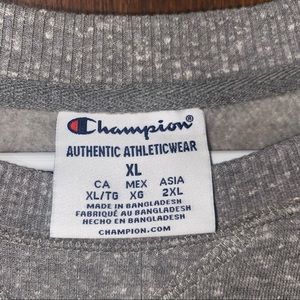 Champion
AUTHENTIC ATHLETICWEAR
XL
CA MEX ASIA
XL/TG XG 2XL
MADE IN BANGLADESH
FABRIQUÉ AU BANGLADESH
HECHO EN BANGLADESH
CHAMPION.COM